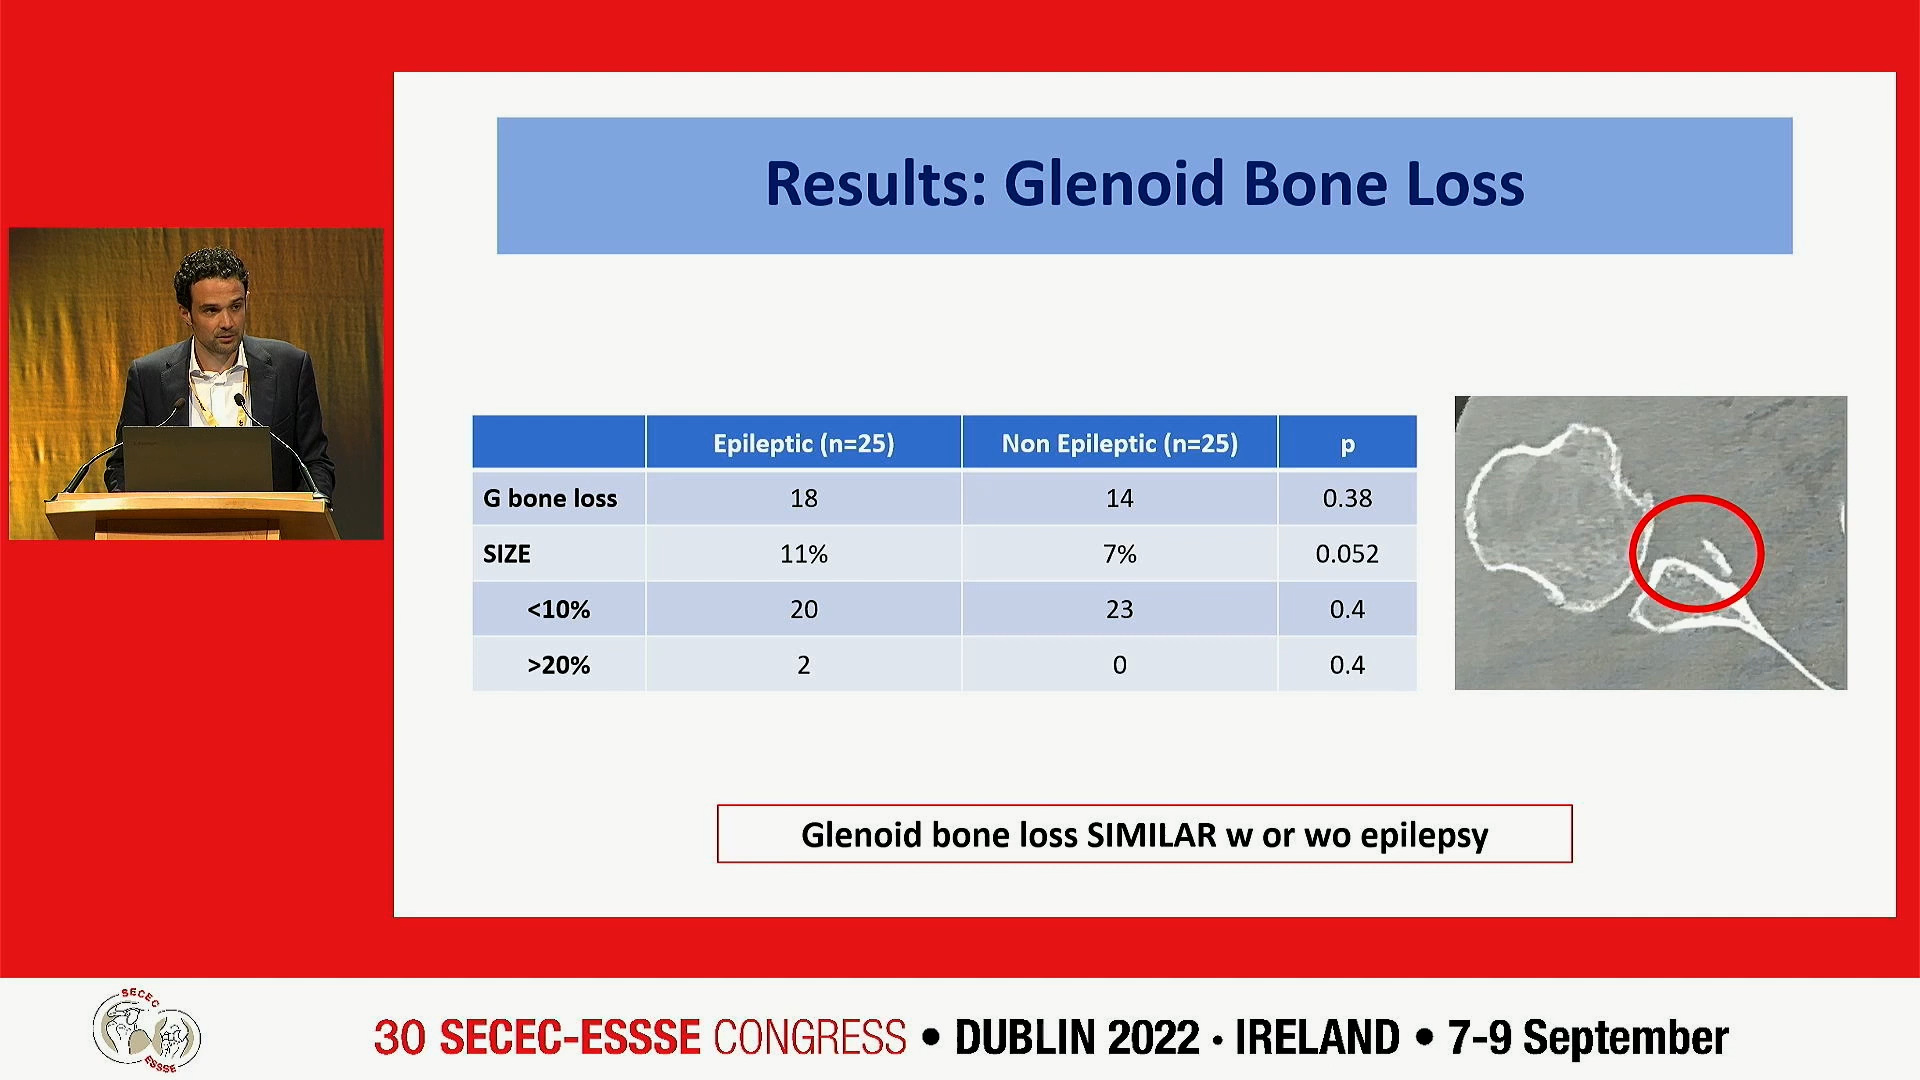 Results: Glenoid Bone Loss
Epileptic (n=25) Non Epileptic (n=25) p
G bone loss 18 14 0.38
SIZE 11% 7% 0.052
<10% 20 23 0.4
>20% 2 0 0.4
Glenoid bone loss SIMILAR w or wo epilepsy
SECEC
ESSSE
30 SECEC-ESSSE CONGRESS • DUBLIN 2022 • IRELAND • 7-9 September